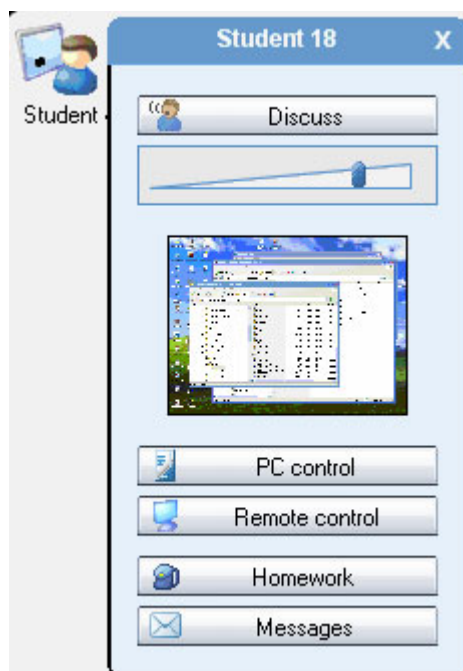 Student 18 X
Student
Discuss
PC control
Remote control
Homework
Messages